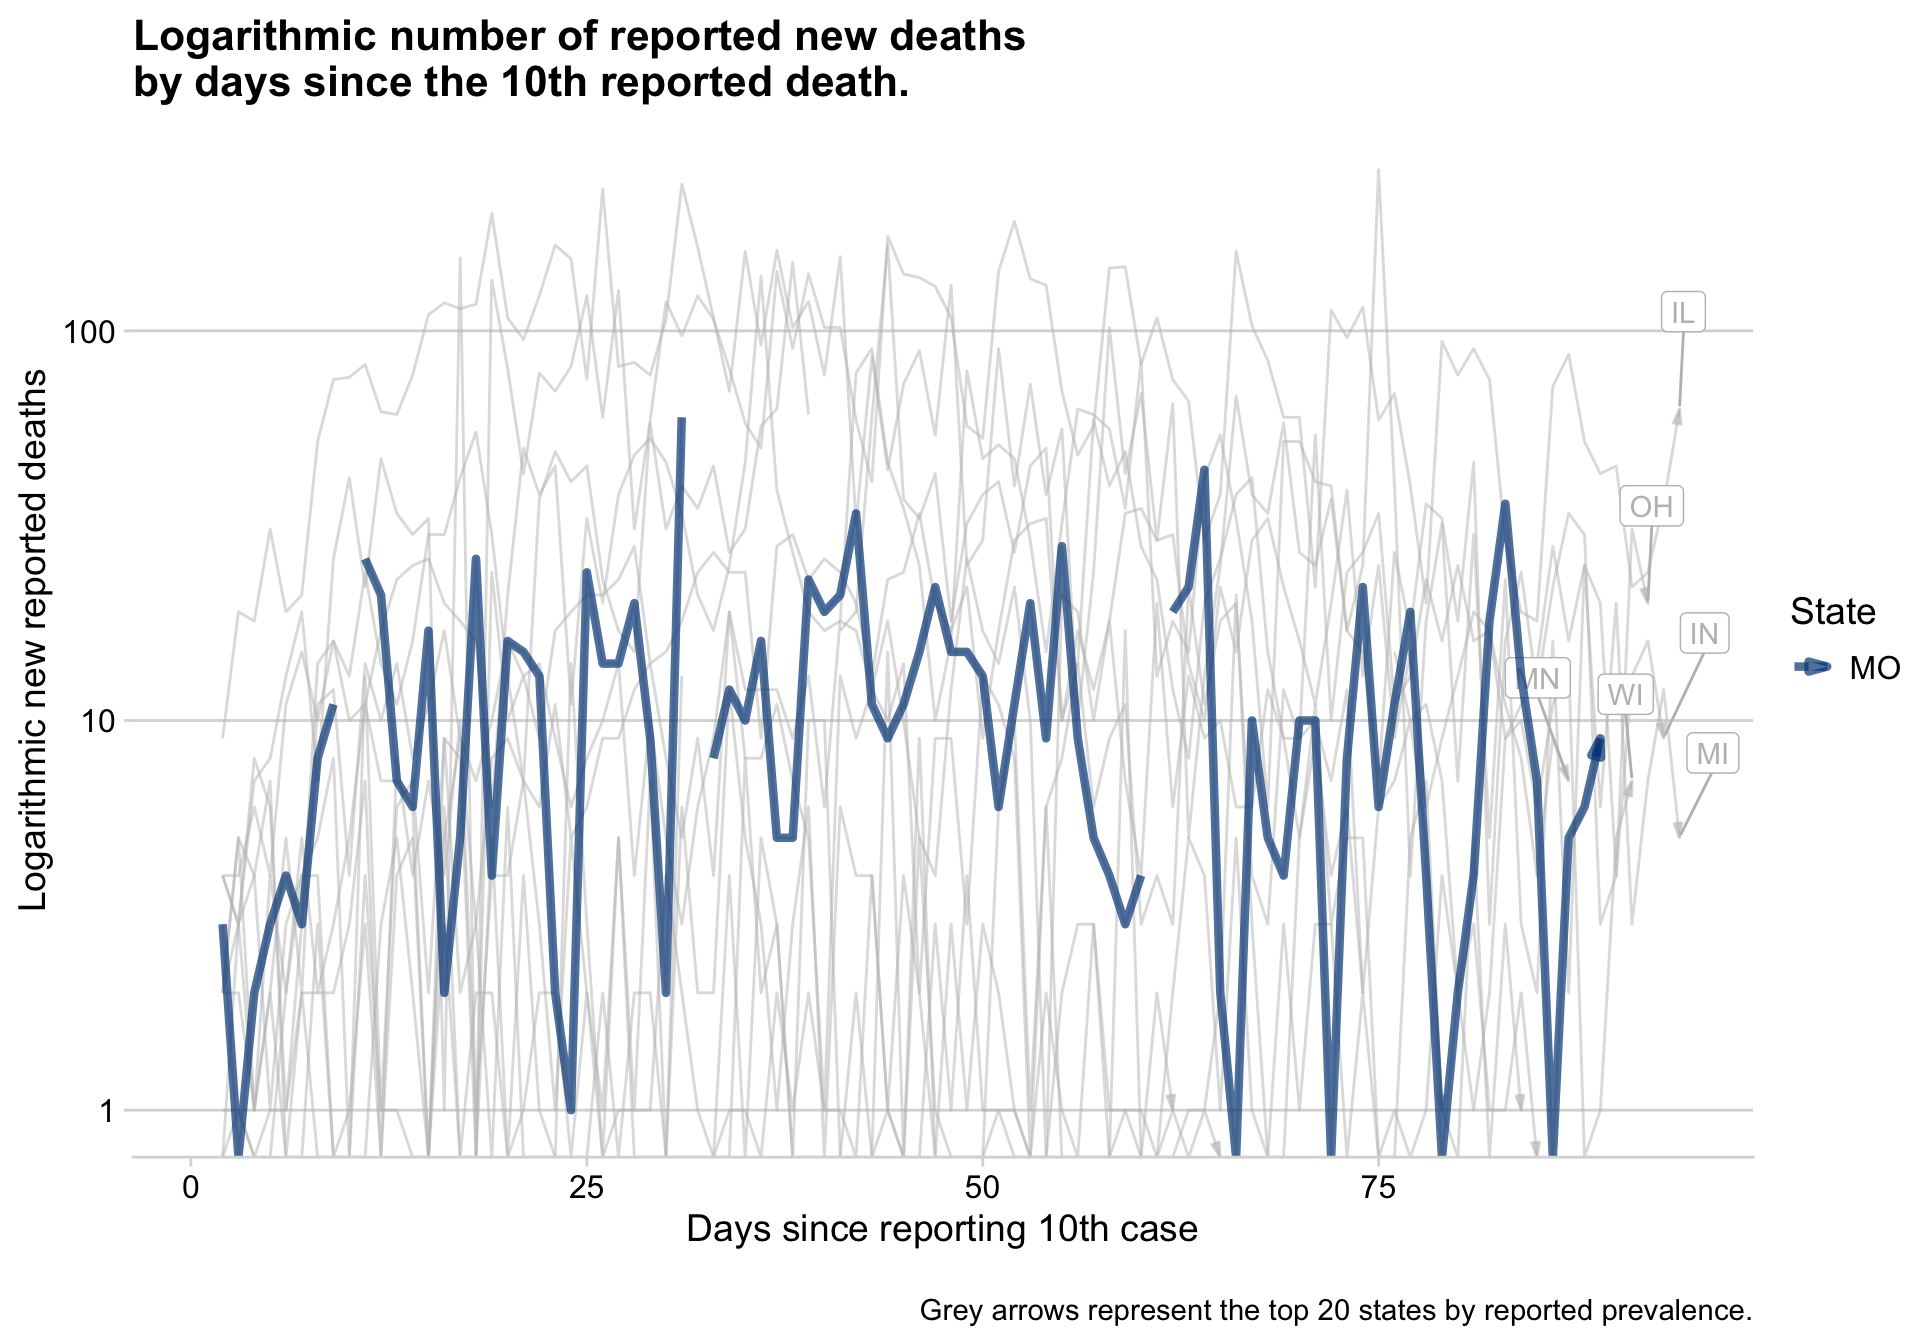 Logarithmic number of reported new deaths
by days since the 10th reported death.
Logarithmic new reported deaths
100
10
1
IL
OH
IN
MN
WI
MI
State
MO
0
25
50
75
Days since reporting 10th case
Grey arrows represent the top 20 states by reported prevalence.